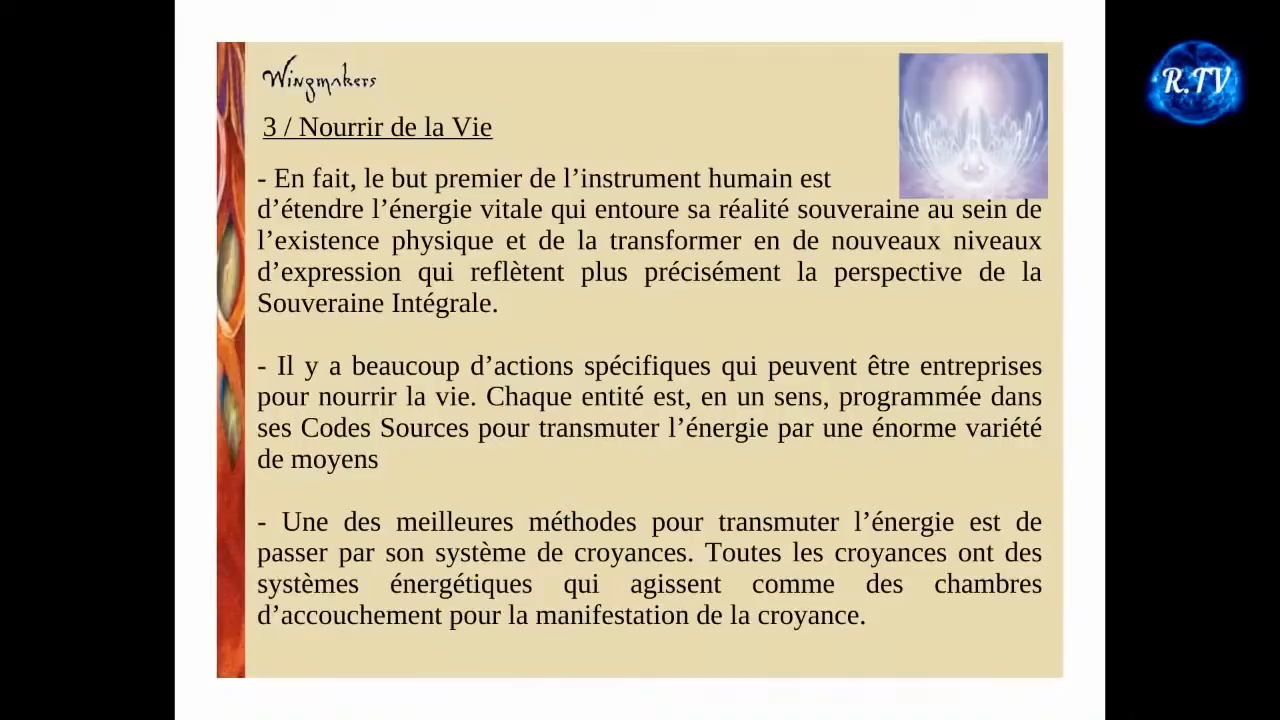 Wingmakers
R.TV
3 / Nourrir de la Vie
- En fait, le but premier de l’instrument humain est
d’étendre l’énergie vitale qui entoure sa réalité souveraine au sein de
l’existence physique et de la transformer en de nouveaux niveaux
d’expression qui reflètent plus précisément la perspective de la
Souveraine Intégrale.
- Il y a beaucoup d’actions spécifiques qui peuvent être entreprises
pour nourrir la vie. Chaque entité est, en un sens, programmée dans
ses Codes Sources pour transmuter l’énergie par une énorme variété
de moyens
- Une des meilleures méthodes pour transmuter l’énergie est de
passer par son système de croyances. Toutes les croyances ont des
systèmes énergétiques qui agissent comme des chambres
d’accouchement pour la manifestation de la croyance.